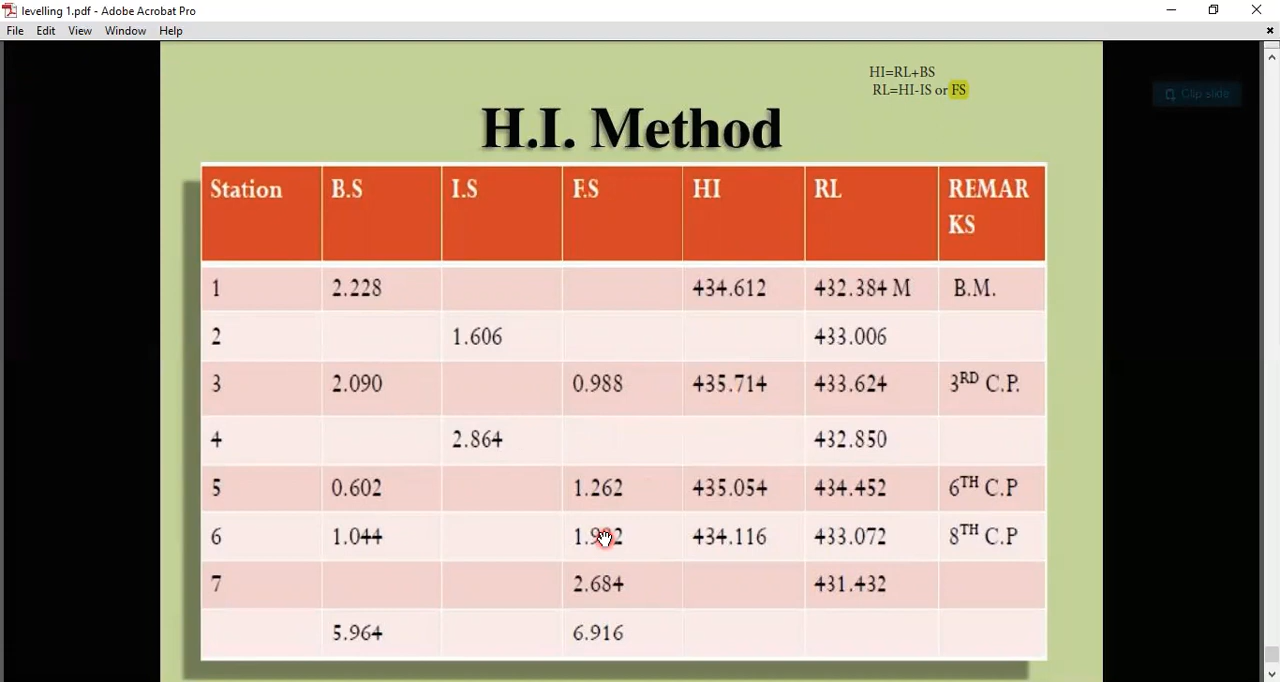 levelling 1.pdf - Adobe Acrobat Pro
File Edit View Window Help
HI=RL+BS
RL=HI-IS or FS
Clip slide
H.I. Method
Station B.S I.S F.S HI RL REMAR
KS
1 2.228 434.612 432.384 M B.M.
2 1.606 433.006
3 2.090 0.988 435.714 433.624 3RD C.P.
4 2.864 432.850
5 0.602 1.262 435.054 434.452 6TH C.P
6 1.044 434.116 433.072 8TH C.P
7 2.684 431.432
5.964 6.916